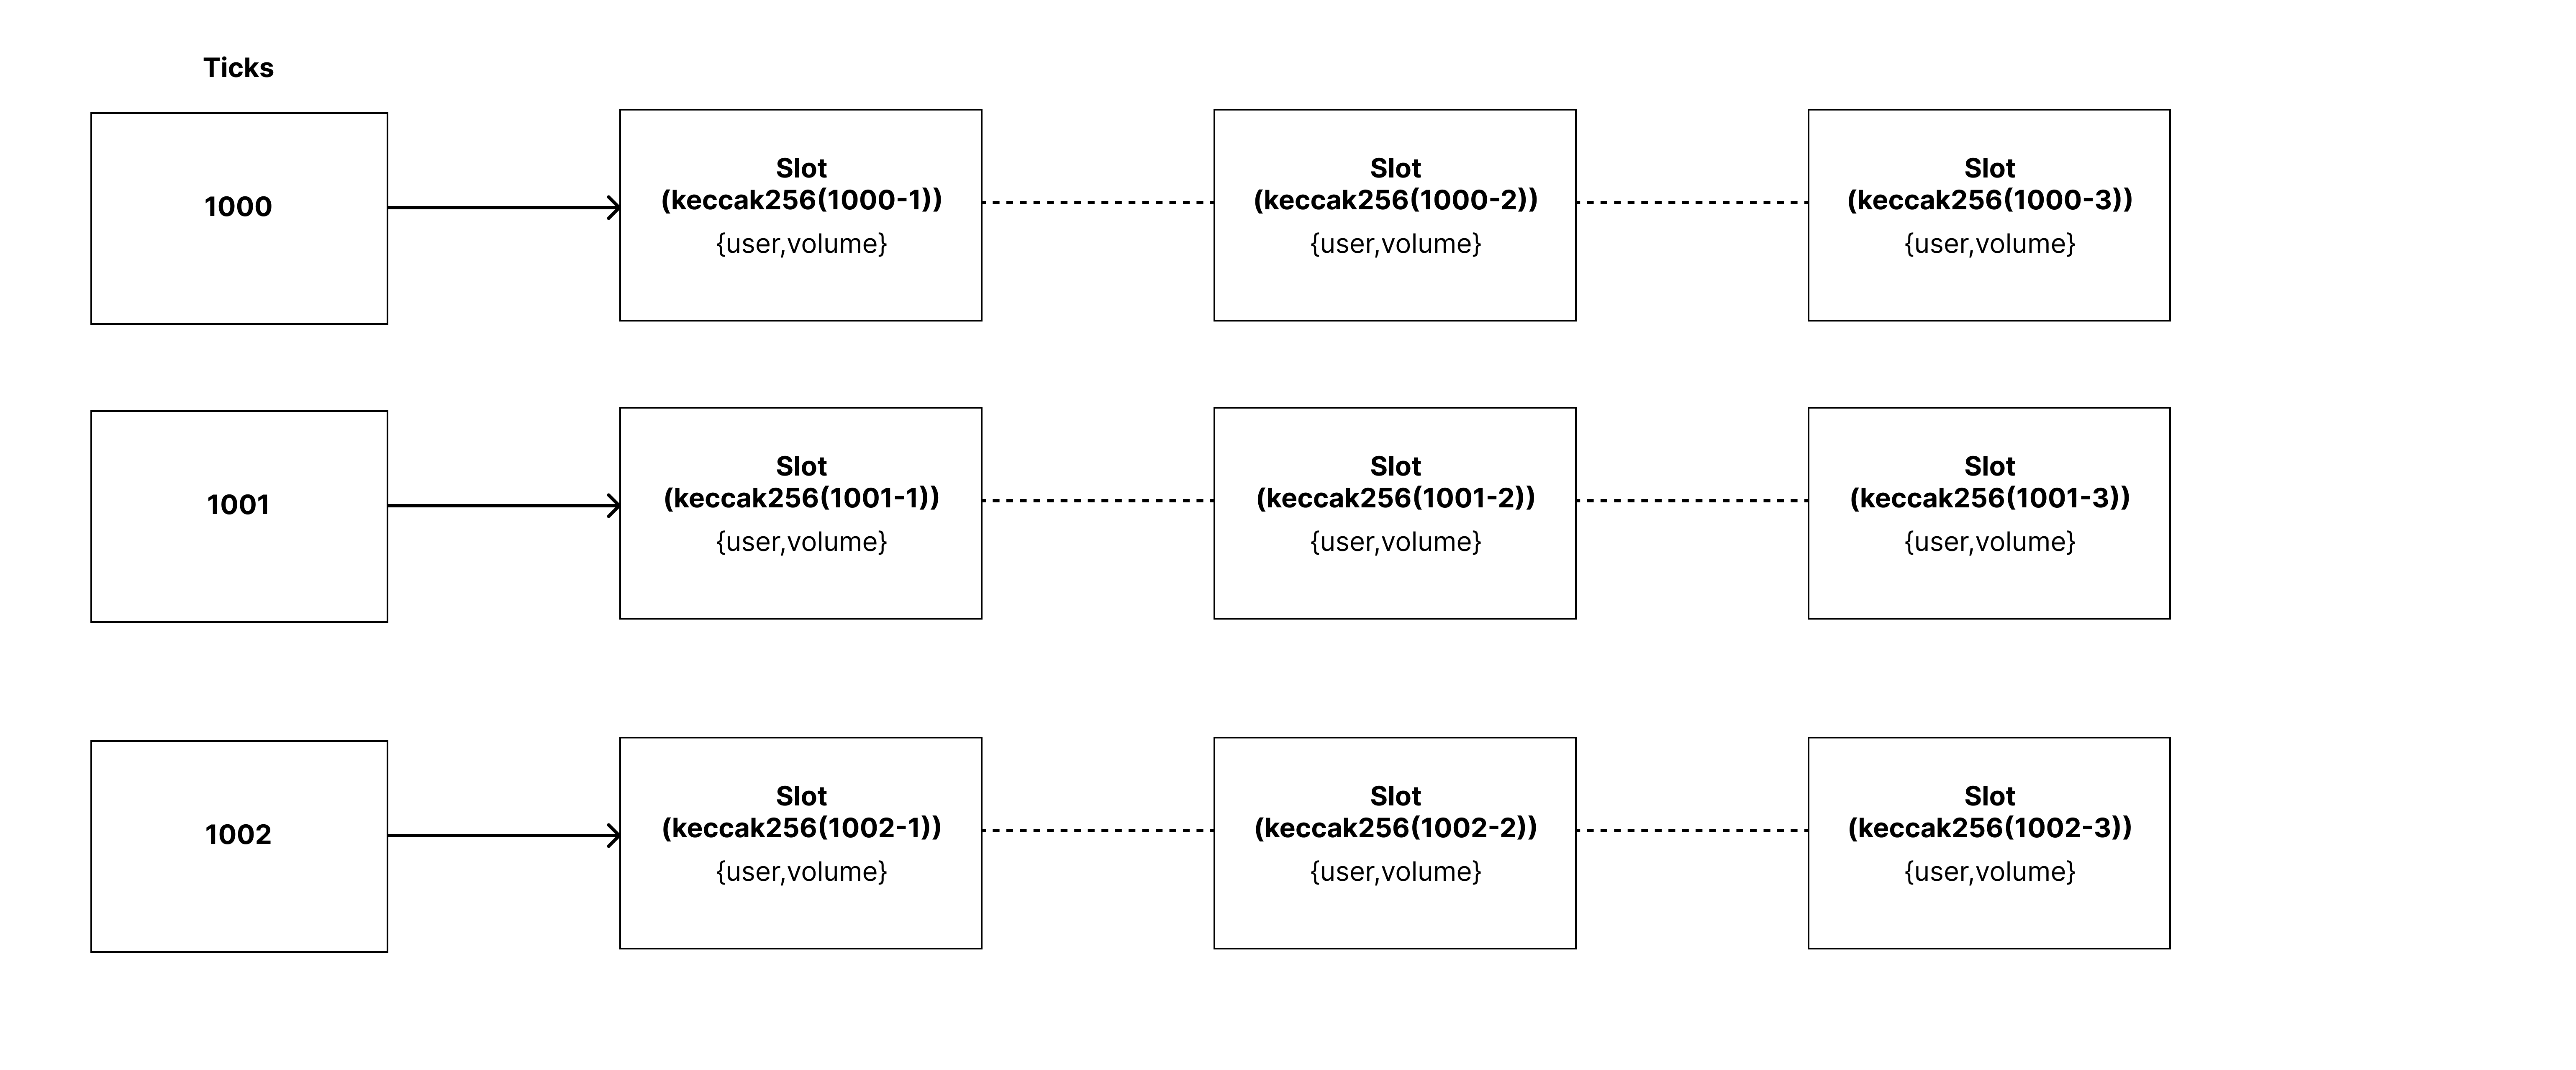 Ticks
1000
Slot
(keccak256(1000-1))
{user,volume}
Slot
(keccak256(1000-2))
{user,volume}
Slot
(keccak256(1000-3))
{user,volume}
1001
Slot
(keccak256(1001-1))
{user,volume}
Slot
(keccak256(1001-2))
{user,volume}
Slot
(keccak256(1001-3))
{user,volume}
1002
Slot
(keccak256(1002-1))
{user,volume}
Slot
(keccak256(1002-2))
{user,volume}
Slot
(keccak256(1002-3))
{user,volume}